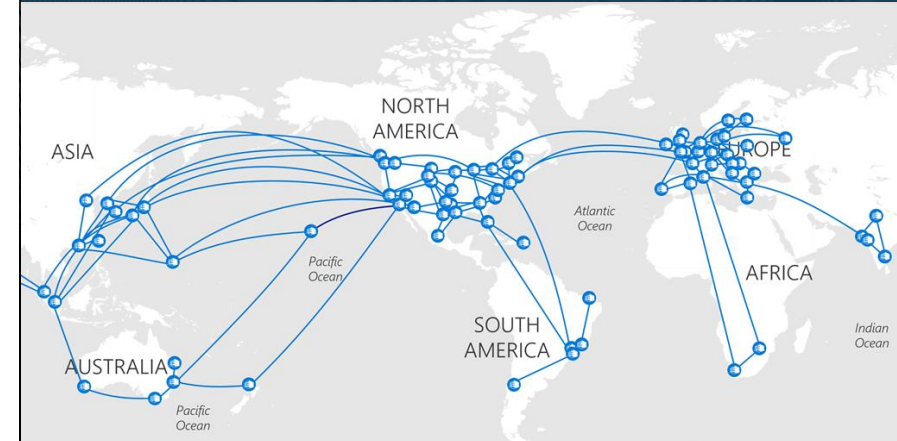 NORTH
AMERICA
ASIA
EUROPE
Atlantic
Ocean
Pacific
Ocean
AFRICA
SOUTH
AMERICA
Indian
Ocean
AUSTRALIA
Pacific
Ocean